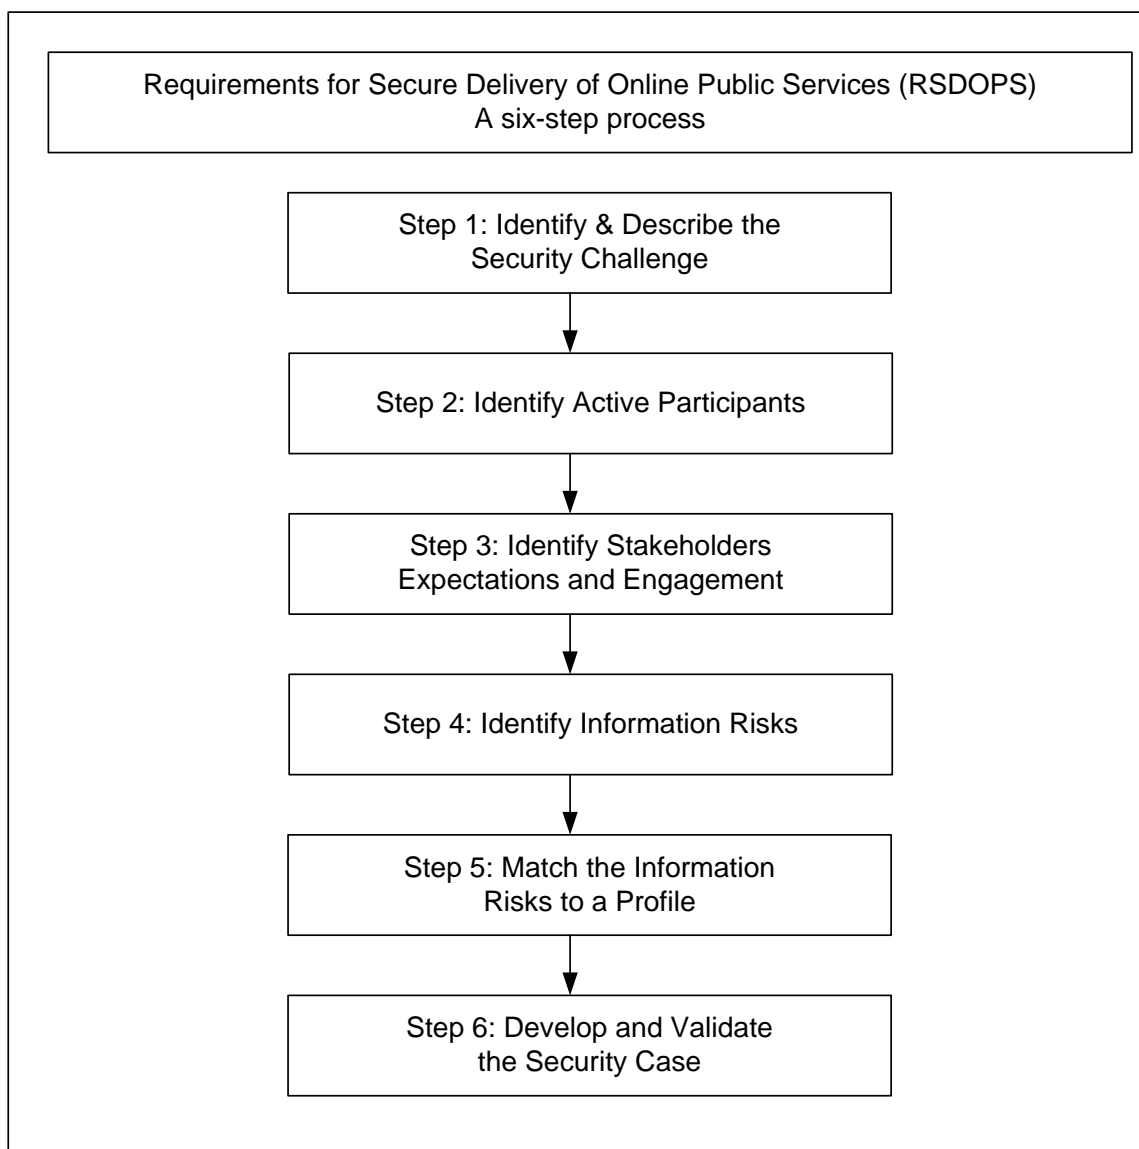 Requirements for Secure Delivery of Online Public Services (RSDOPS)
A six-step process
Step 1: Identify & Describe the
Security Challenge
Step 2: Identify Active Participants
Step 3: Identify Stakeholders
Expectations and Engagement
Step 4: Identify Information Risks
Step 5: Match the Information
Risks to a Profile
Step 6: Develop and Validate
the Security Case